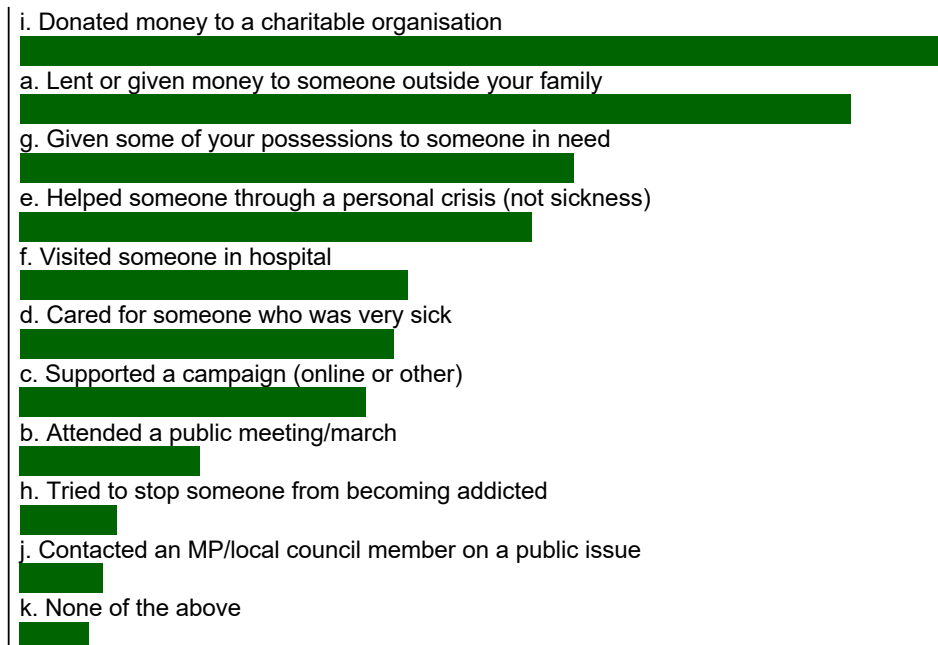 i. Donated money to a charitable organisation
a. Lent or given money to someone outside your family
g. Given some of your possessions to someone in need
e. Helped someone through a personal crisis (not sickness)
f. Visited someone in hospital
d. Cared for someone who was very sick
c. Supported a campaign (online or other)
b. Attended a public meeting/march
h. Tried to stop someone from becoming addicted
j. Contacted an MP/local council member on a public issue
k. None of the above